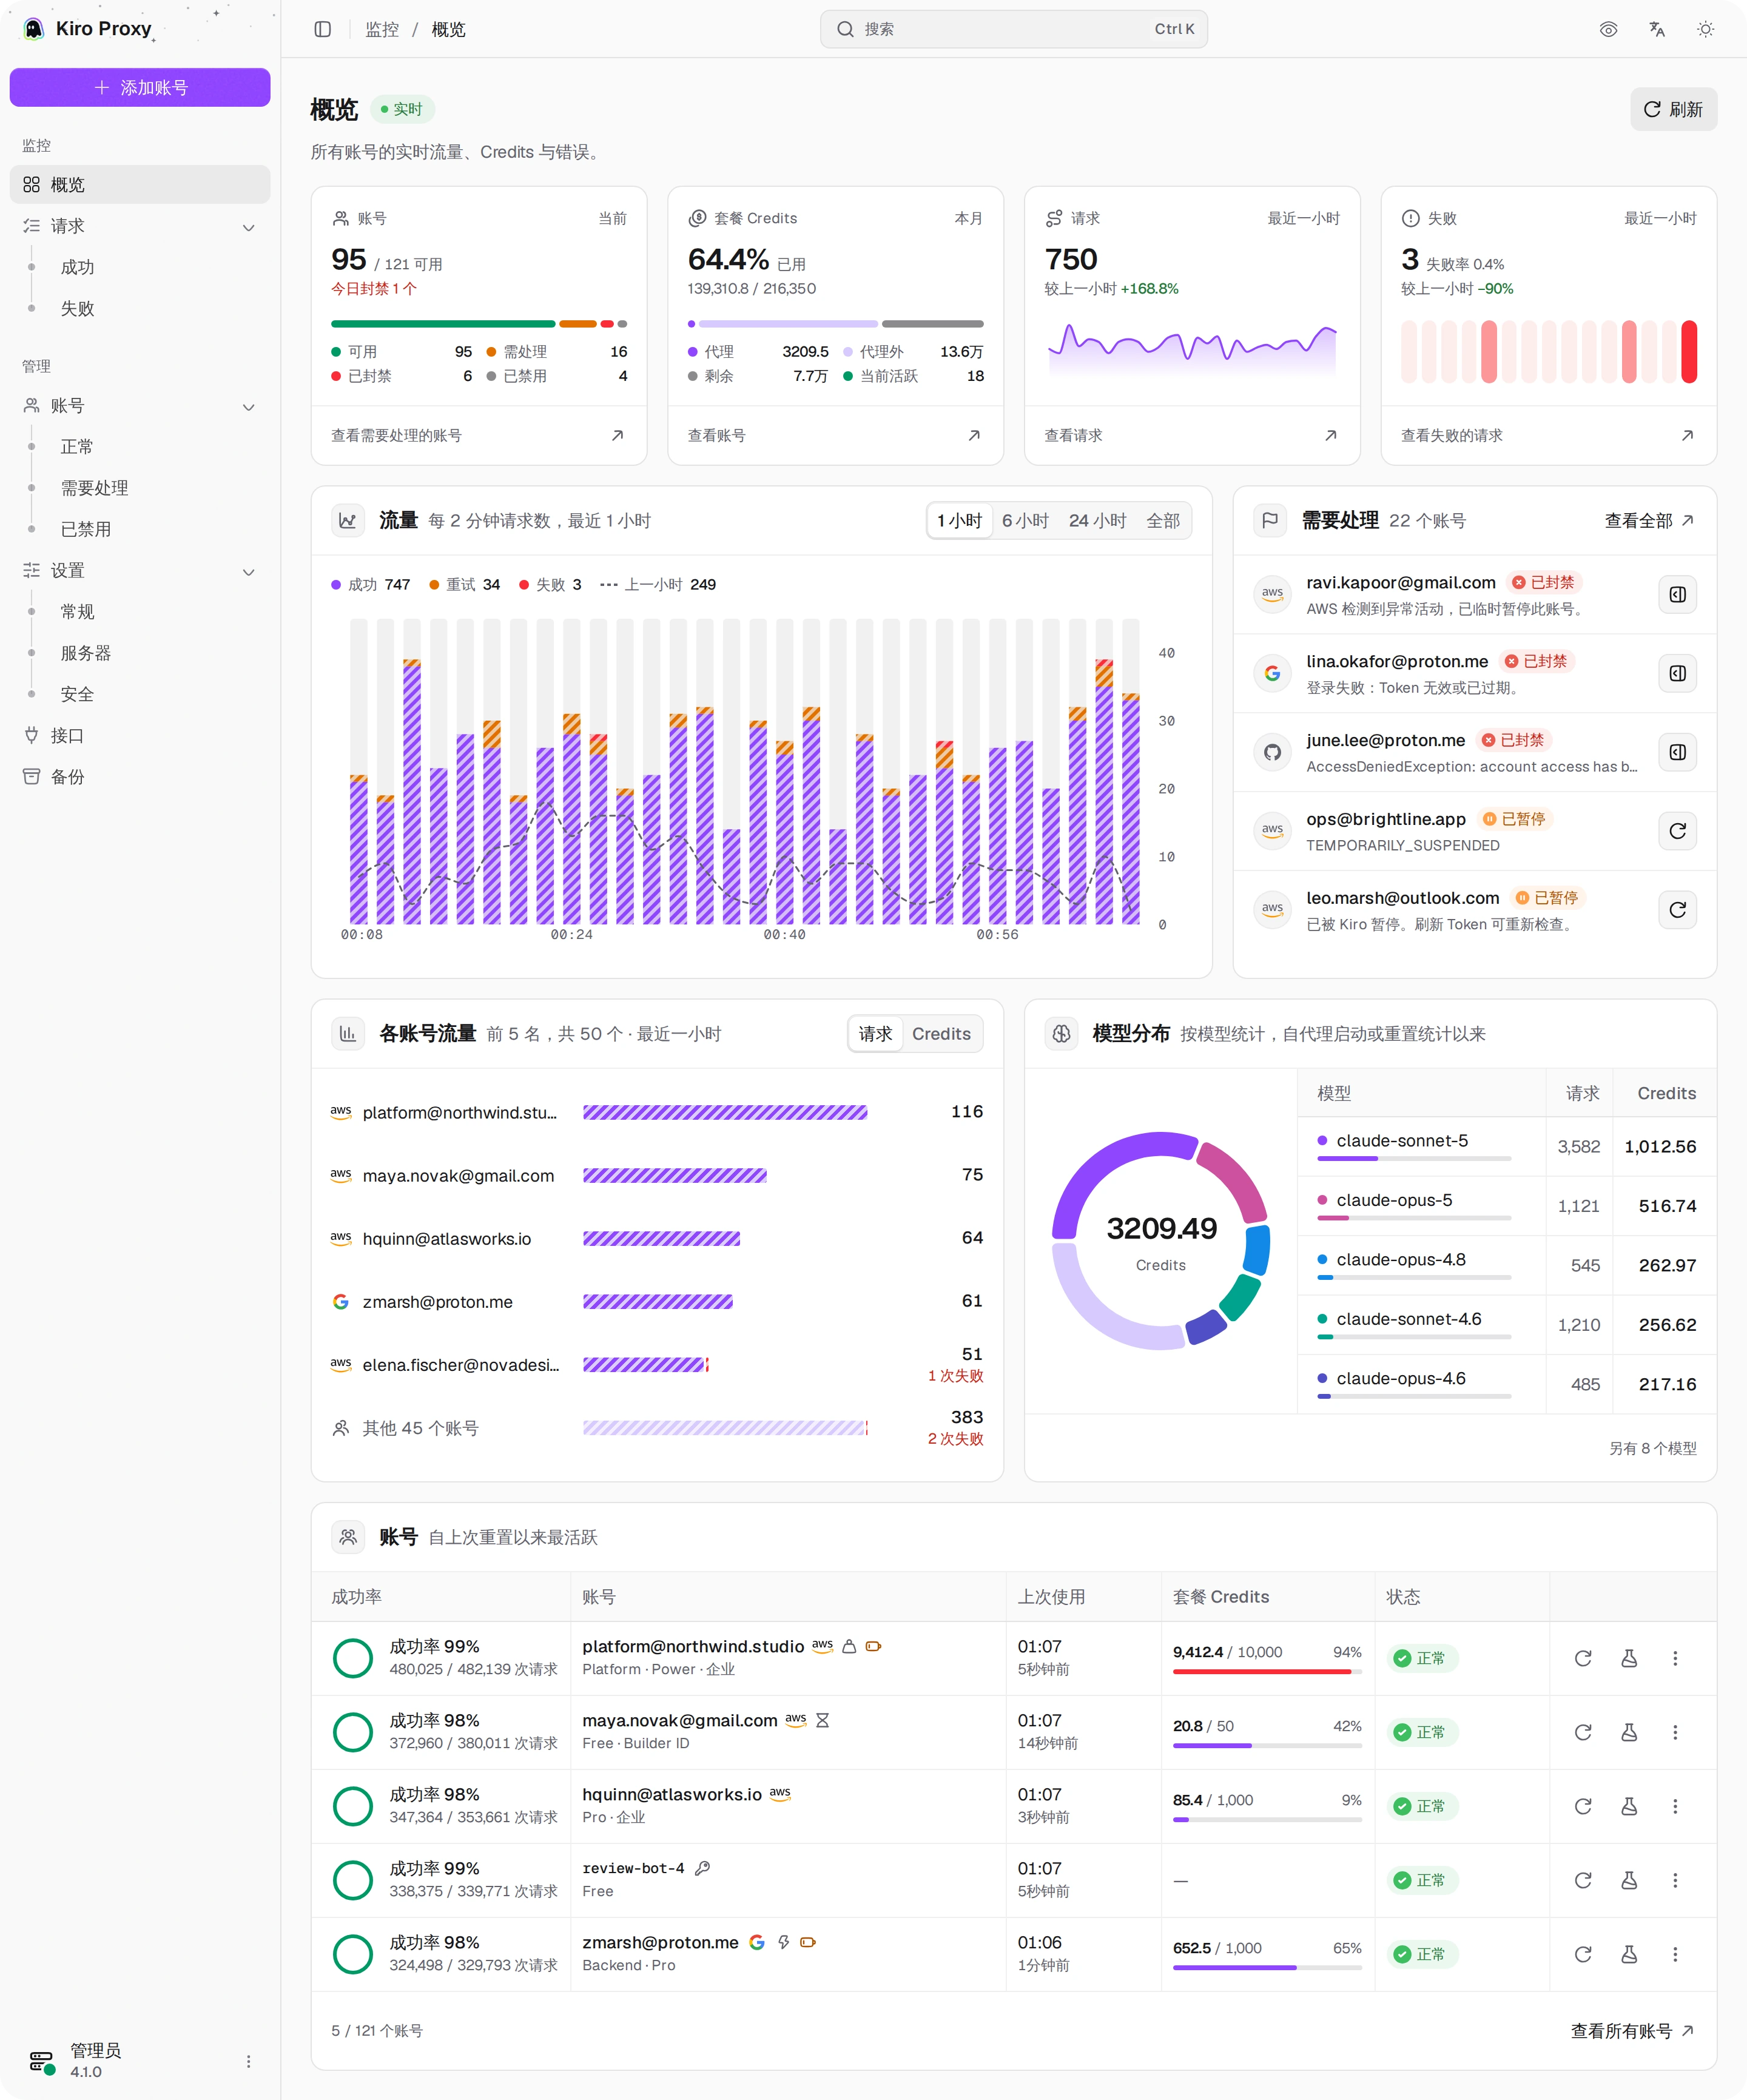 Kiro Proxy
添加账号
监控
概览
请求
成功
失败
管理
账号
正常
需要处理
已禁用
设置
常规
服务器
安全
接口
备份
管理员
4.1.0
监控 / 概览
搜索 Ctrl K
概览 实时
刷新
所有账号的实时流量、Credits 与错误。
账号 当前
95 / 121 可用
今日封禁 1 个
可用 95 需处理 16
已封禁 6 已禁用 4
查看需要处理的账号
套餐 Credits 本月
64.4% 已用
139,310.8 / 216,350
代理 3209.5 代理外 13.6万
剩余 7.7万 当前活跃 18
查看账号
请求 最近一小时
750
较上一小时 +168.8%
查看请求
失败 最近一小时
3 失败率 0.4%
较上一小时 -90%
查看失败的请求
流量 每 2 分钟请求数，最近 1 小时
1 小时 6 小时 24 小时 全部
成功 747 重试 34 失败 3 上一小时 249
40
30
20
10
0
00:08 00:24 00:40 00:56
需要处理 22 个账号 查看全部
aws ravi.kapoor@gmail.com 已封禁
AWS 检测到异常活动，已临时暂停此账号。
lina.okafor@proton.me 已封禁
登录失败：Token 无效或已过期。
june.lee@proton.me 已封禁
AccessDeniedException: account access has b...
aws ops@brightline.app 已暂停
TEMPORARILY_SUSPENDED
aws leo.marsh@outlook.com 已暂停
已被 Kiro 暂停。刷新 Token 可重新检查。
各账号流量 前 5 名，共 50 个 · 最近一小时
请求 Credits
aws platform@northwind.stu... 116
aws maya.novak@gmail.com 75
aws hquinn@atlasworks.io 64
zmarsh@proton.me 61
aws elena.fischer@novadesi... 51
1 次失败
其他 45 个账号 383
2 次失败
模型分布 按模型统计，自代理启动或重置统计以来
3209.49
Credits
模型 请求 Credits
claude-sonnet-5 3,582 1,012.56
claude-opus-5 1,121 516.74
claude-opus-4.8 545 262.97
claude-sonnet-4.6 1,210 256.62
claude-opus-4.6 485 217.16
另有 8 个模型
账号 自上次重置以来最活跃
成功率 账号 上次使用 套餐 Credits 状态
成功率 99% platform@northwind.studio aws 01:07 9,412.4 / 10,000 94% 正常
480,025 / 482,139 次请求 Platform · Power · 企业 5秒钟前
成功率 98% maya.novak@gmail.com aws 01:07 20.8 / 50 42% 正常
372,960 / 380,011 次请求 Free · Builder ID 14秒钟前
成功率 98% hquinn@atlasworks.io aws 01:07 85.4 / 1,000 9% 正常
347,364 / 353,661 次请求 Pro · 企业 3秒钟前
成功率 99% review-bot-4 01:07 — 正常
338,375 / 339,771 次请求 Free 5秒钟前
成功率 98% zmarsh@proton.me 01:06 652.5 / 1,000 65% 正常
324,498 / 329,793 次请求 Backend · Pro 1分钟前
5 / 121 个账号 查看所有账号